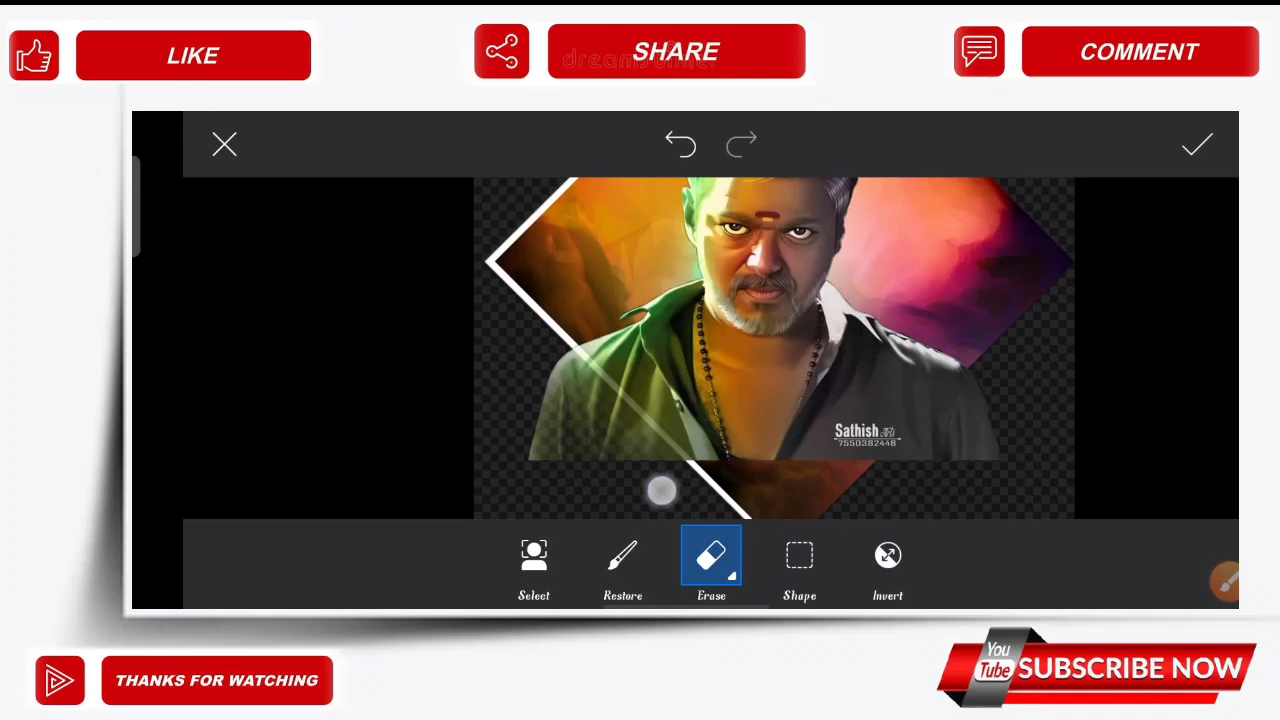 LIKE
SHARE
COMMENT
Sathish
7550382448
Select
Restore
Erase
Shape
Invert
THANKS FOR WATCHING
You
Tube
SUBSCRIBE NOW